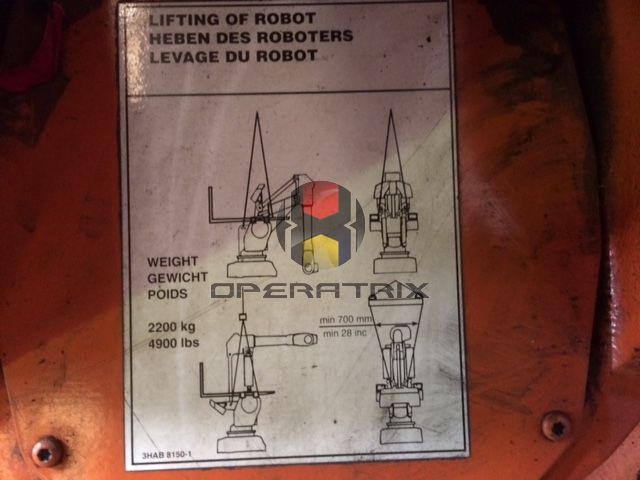 LIFTING OF ROBOT
HEBEN DES ROBOTERS
LEVAGE DU ROBOT
WEIGHT
GEWICHT
POIDS
OPERATRIX
2200 kg
4900 lbs
min 700 mm
min 28 inc
3HAB 8150-1